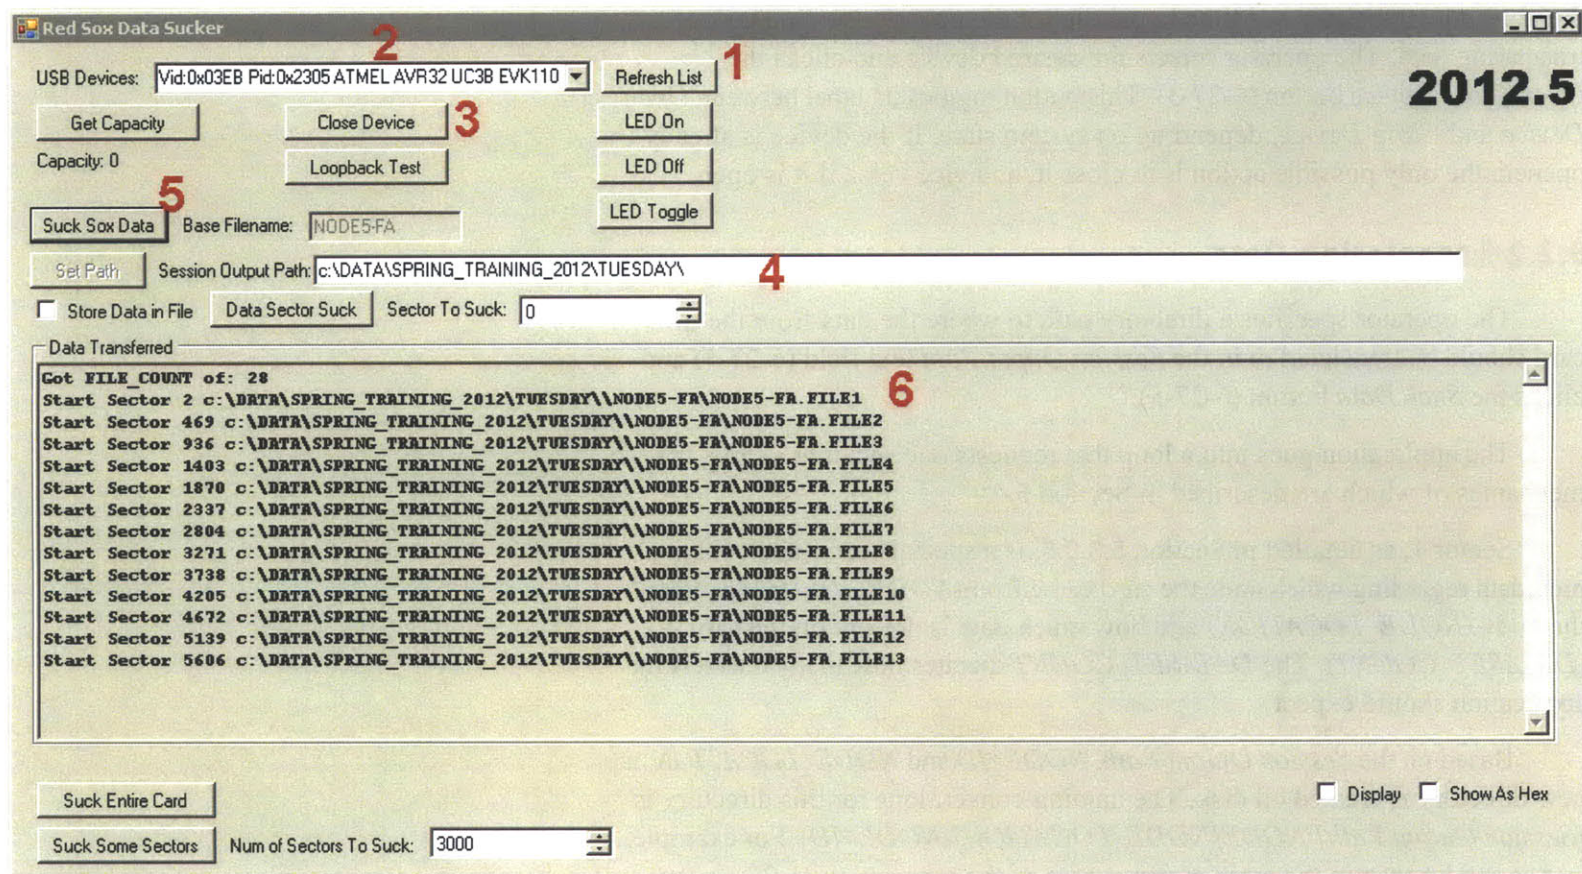 Red Sox Data Sucker
2
1
USB Devices: Vid:0x03EB Pid:0x2305 ATMEL AVR32 UC3B EVK110 Refresh List
2012.5
Get Capacity Close Device 3 LED On
Capacity: 0 Loopback Test LED Off
5
Suck Sox Data Base Filename: NODE5-FA LED Toggle
Set Path Session Output Path: c:\DATA\SPRING_TRAINING_2012\TUESDAY\ 4
Store Data in File Data Sector Suck Sector To Suck: 0
Data Transferred
6
Got FILE_COUNT of: 28
Start Sector 2 c:\DATA\SPRING_TRAINING_2012\TUESDAY\\NODE5-FA\NODE5-FA.FILE1
Start Sector 469 c:\DATA\SPRING_TRAINING_2012\TUESDAY\\NODE5-FA\NODE5-FA.FILE2
Start Sector 936 c:\DATA\SPRING_TRAINING_2012\TUESDAY\\NODE5-FA\NODE5-FA.FILE3
Start Sector 1403 c:\DATA\SPRING_TRAINING_2012\TUESDAY\\NODE5-FA\NODE5-FA.FILE4
Start Sector 1870 c:\DATA\SPRING_TRAINING_2012\TUESDAY\\NODE5-FA\NODE5-FA.FILE5
Start Sector 2337 c:\DATA\SPRING_TRAINING_2012\TUESDAY\\NODE5-FA\NODE5-FA.FILE6
Start Sector 2804 c:\DATA\SPRING_TRAINING_2012\TUESDAY\\NODE5-FA\NODE5-FA.FILE7
Start Sector 3271 c:\DATA\SPRING_TRAINING_2012\TUESDAY\\NODE5-FA\NODE5-FA.FILE8
Start Sector 3738 c:\DATA\SPRING_TRAINING_2012\TUESDAY\\NODE5-FA\NODE5-FA.FILE9
Start Sector 4205 c:\DATA\SPRING_TRAINING_2012\TUESDAY\\NODE5-FA\NODE5-FA.FILE10
Start Sector 4672 c:\DATA\SPRING_TRAINING_2012\TUESDAY\\NODE5-FA\NODE5-FA.FILE11
Start Sector 5139 c:\DATA\SPRING_TRAINING_2012\TUESDAY\\NODE5-FA\NODE5-FA.FILE12
Start Sector 5606 c:\DATA\SPRING_TRAINING_2012\TUESDAY\\NODE5-FA\NODE5-FA.FILE13
Suck Entire Card Display Show As Hex
Suck Some Sectors Num of Sectors To Suck: 3000